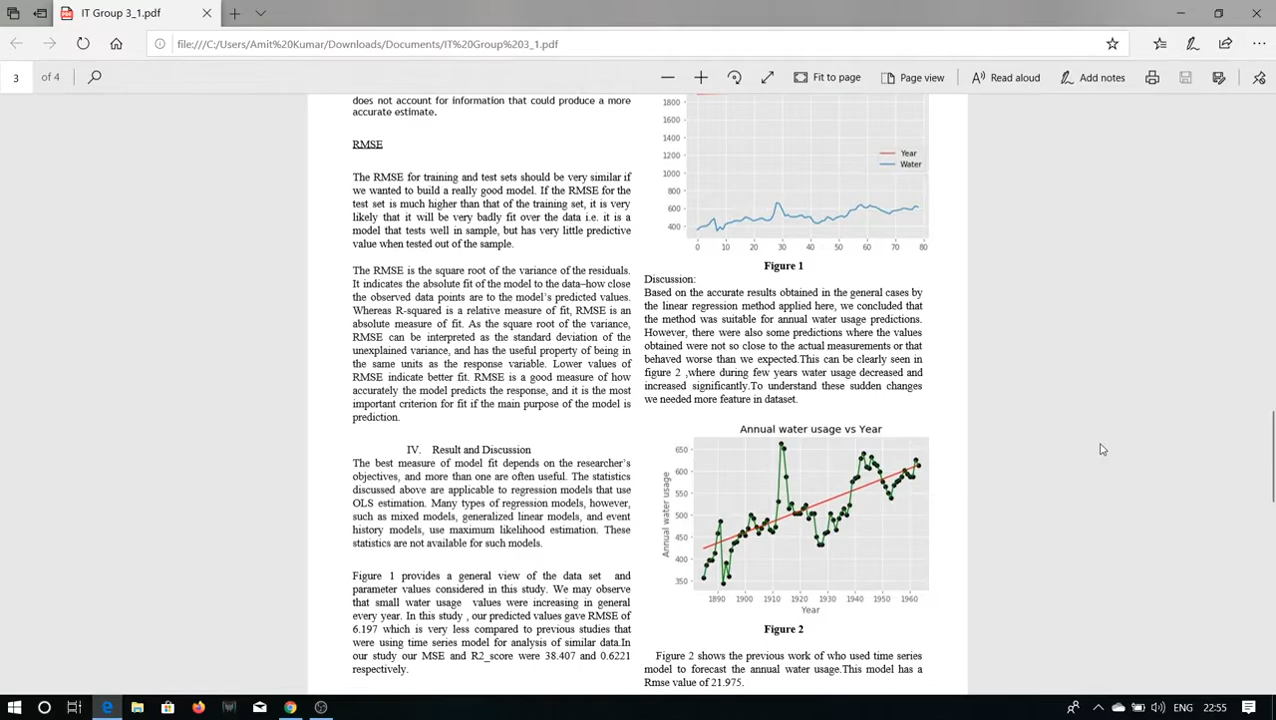 IT Group 3_1.pdf
file:///C:/Users/Amit%20Kumar/Downloads/Documents/IT%20Group%203_1.pdf
3 of 4
Fit to page
Page view
Read aloud
Add notes
does not account for information that could produce a more
accurate estimate.
RMSE
The RMSE for training and test sets should be very similar if
we wanted to build a really good model. If the RMSE for the
test set is much higher than that of the training set, it is very
likely that it will be very badly fit over the data i.e. it is a
model that tests well in sample, but has very little predictive
value when tested out of the sample.
The RMSE is the square root of the variance of the residuals.
It indicates the absolute fit of the model to the data–how close
the observed data points are to the model's predicted values.
Whereas R-squared is a relative measure of fit, RMSE is an
absolute measure of fit. As the square root of the variance,
RMSE can be interpreted as the standard deviation of the
unexplained variance, and has the useful property of being in
the same units as the response variable. Lower values of
RMSE indicate better fit. RMSE is a good measure of how
accurately the model predicts the response, and it is the most
important criterion for fit if the main purpose of the model is
prediction.
IV. Result and Discussion
The best measure of model fit depends on the researcher's
objectives, and more than one are often useful. The statistics
discussed above are applicable to regression models that use
OLS estimation. Many types of regression models, however,
such as mixed models, generalized linear models, and event
history models, use maximum likelihood estimation. These
statistics are not available for such models.
Figure 1 provides a general view of the data set and
parameter values considered in this study. We may observe
that small water usage values were increasing in general
every year. In this study , our predicted values gave RMSE of
6.197 which is very less compared to previous studies that
were using time series model for analysis of similar data.In
our study our MSE and R2_score were 38.407 and 0.6221
respectively.
1800
1600
1400
1200
1000
800
600
400
Year
Water
0 10 20 30 40 50 60 70 80
Figure 1
Discussion:
Based on the accurate results obtained in the general cases by
the linear regression method applied here, we concluded that
the method was suitable for annual water usage predictions.
However, there were also some predictions where the values
obtained were not so close to the actual measurements or that
behaved worse than we expected.This can be clearly seen in
figure 2 ,where during few years water usage decreased and
increased significantly.To understand these sudden changes
we needed more feature in dataset.
Annual water usage vs Year
650
600
550
500
450
400
350
Annual water usage
1890 1900 1910 1920 1930 1940 1950 1960
Year
Figure 2
Figure 2 shows the previous work of who used time series
model to forecast the annual water usage.This model has a
Rmse value of 21.975.
ENG 22:55